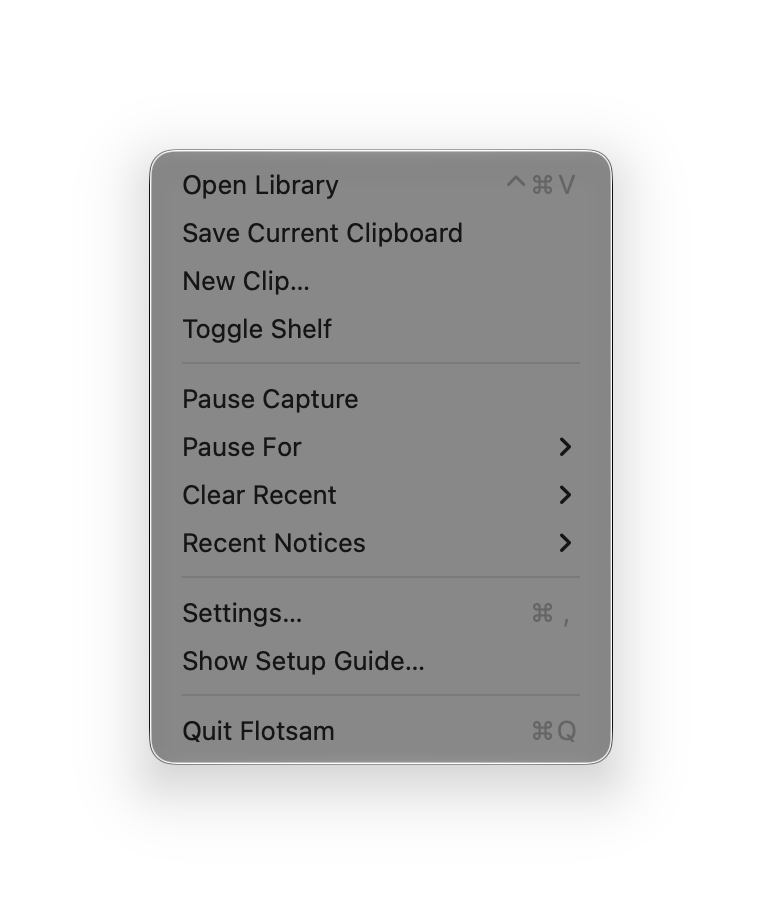 Open Library ^⌘V
Save Current Clipboard
New Clip...
Toggle Shelf
Pause Capture
Pause For
Clear Recent
Recent Notices
Settings... ⌘,
Show Setup Guide...
Quit Flotsam ⌘Q